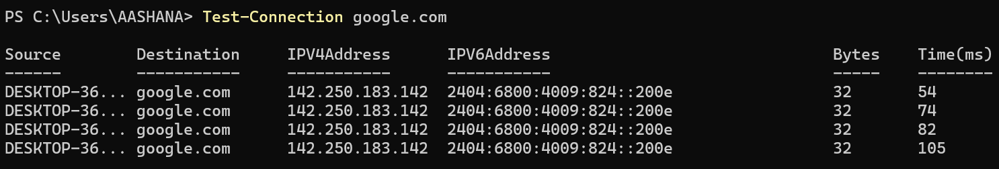 PS C:\Users\AASHANA> Test-Connection google.com
Source Destination IPV4Address IPV6Address Bytes Time(ms)
------ ----------- ----------- ----------- ----- --------
DESKTOP-36... google.com 142.250.183.142 2404:6800:4009:824::200e 32 54
DESKTOP-36... google.com 142.250.183.142 2404:6800:4009:824::200e 32 74
DESKTOP-36... google.com 142.250.183.142 2404:6800:4009:824::200e 32 82
DESKTOP-36... google.com 142.250.183.142 2404:6800:4009:824::200e 32 105